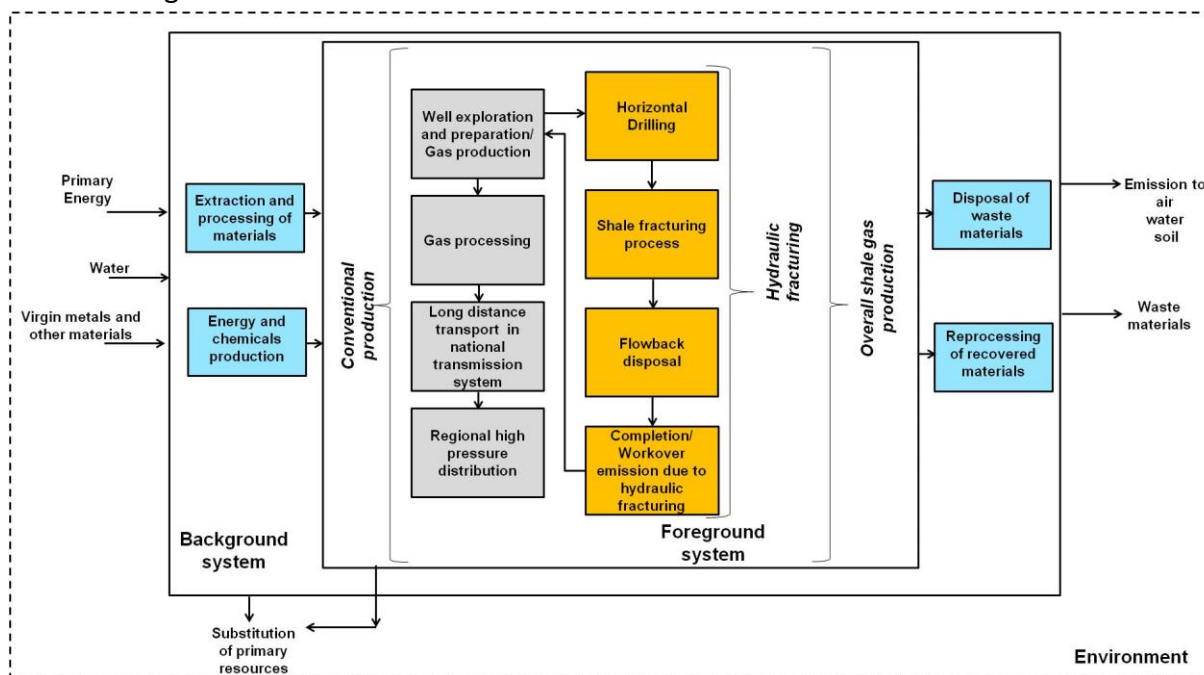 Primary
Energy
Water
Virgin metals and
other materials
Extraction and
processing of
materials
Energy and
chemicals
production
Background
system
Conventional
production
Well exploration
and preparation/
Gas production
Gas processing
Long distance
transport in
national
transmission
system
Regional high
pressure
distribution
Horizontal
Drilling
Shale fracturing
process
Flowback
disposal
Completion/
Workover
emission due to
hydraulic
fracturing
Hydraulic
fracturing
Foreground
system
Overall shale gas
production
Disposal of
waste
materials
Reprocessing
of recovered
materials
Emission to
air
water
soil
Waste
materials
Substitution
of primary
resources
Environment